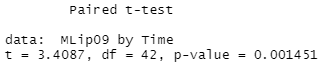 Paired t-test
data:  MLip09 by Time
t = 3.4087, df = 42, p-value = 0.001451